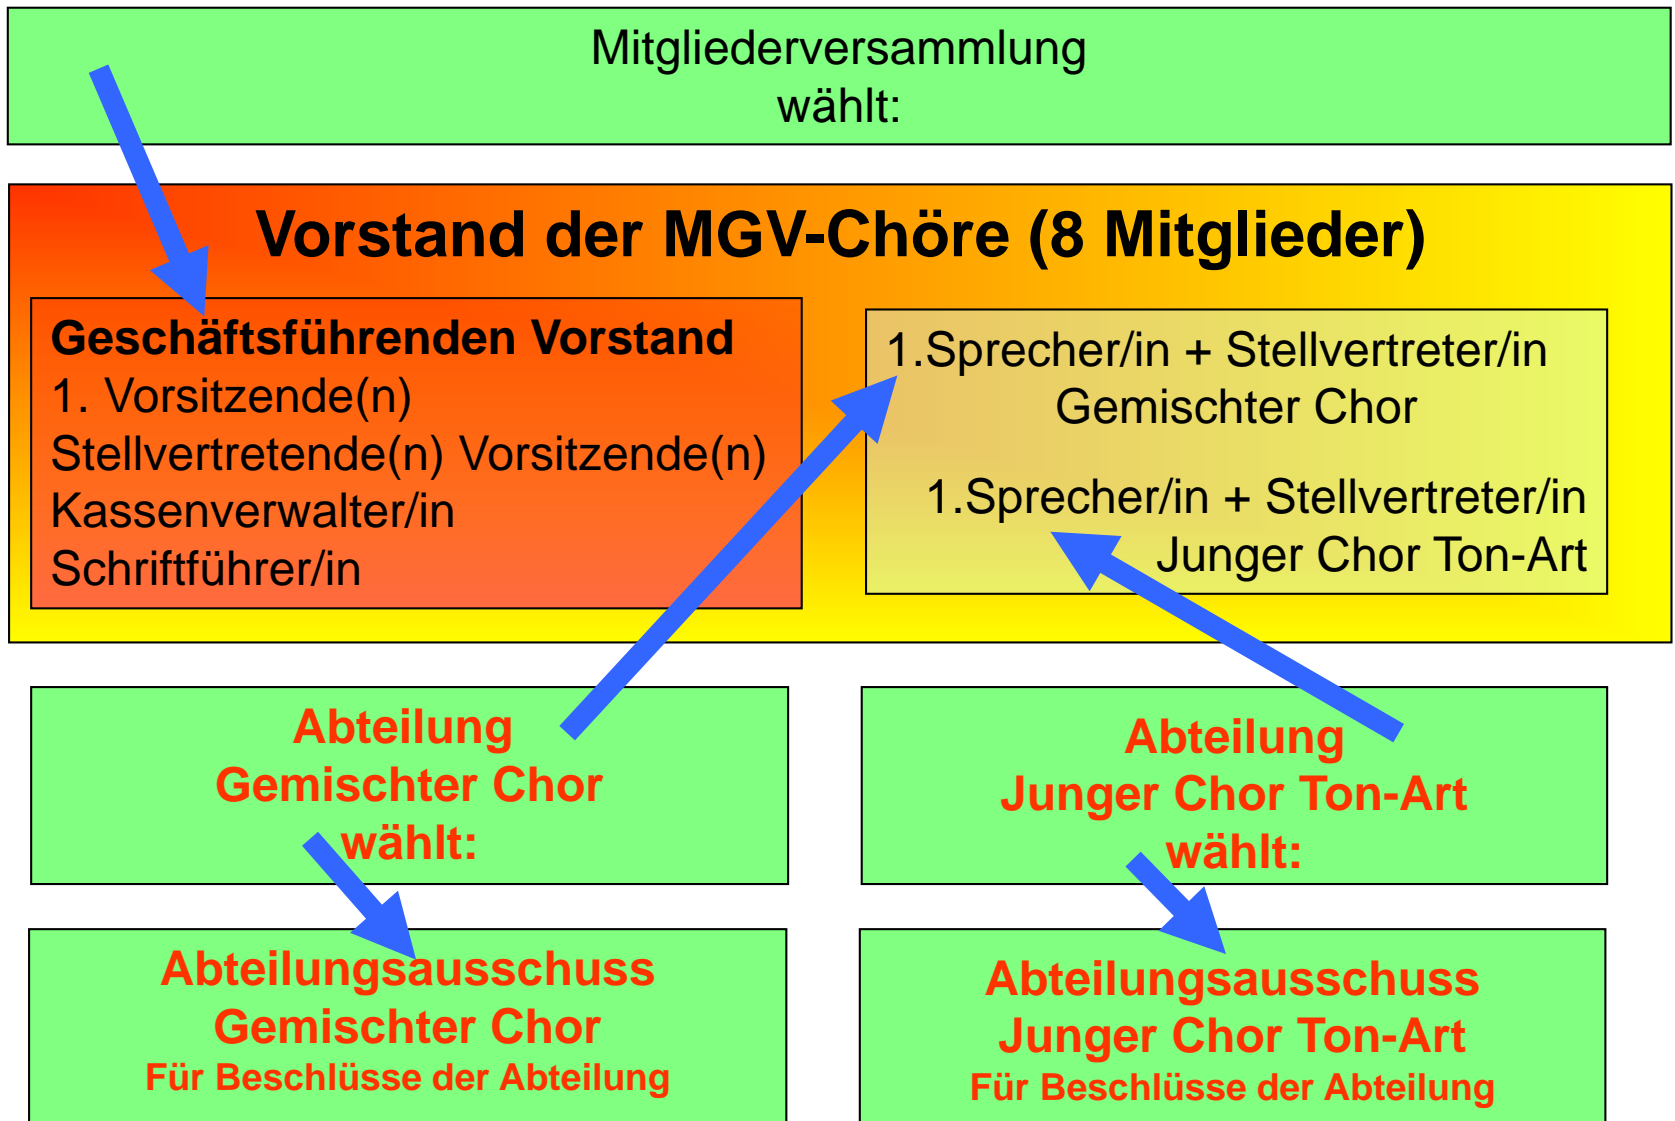 Mitgliederversammlung
wählt:
Vorstand der MGV-Chöre (8 Mitglieder)
Geschäftsführenden Vorstand
1. Vorsitzende(n)
Stellvertretende(n) Vorsitzende(n)
Kassenverwalter/in
Schriftführer/in
1.Sprecher/in + Stellvertreter/in
Gemischter Chor
1.Sprecher/in + Stellvertreter/in
Junger Chor Ton-Art
Abteilung
Gemischter Chor
wählt:
Abteilung
Junger Chor Ton-Art
wählt:
Abteilungsausschuss
Gemischter Chor
Für Beschlüsse der Abteilung
Abteilungsausschuss
Junger Chor Ton-Art
Für Beschlüsse der Abteilung